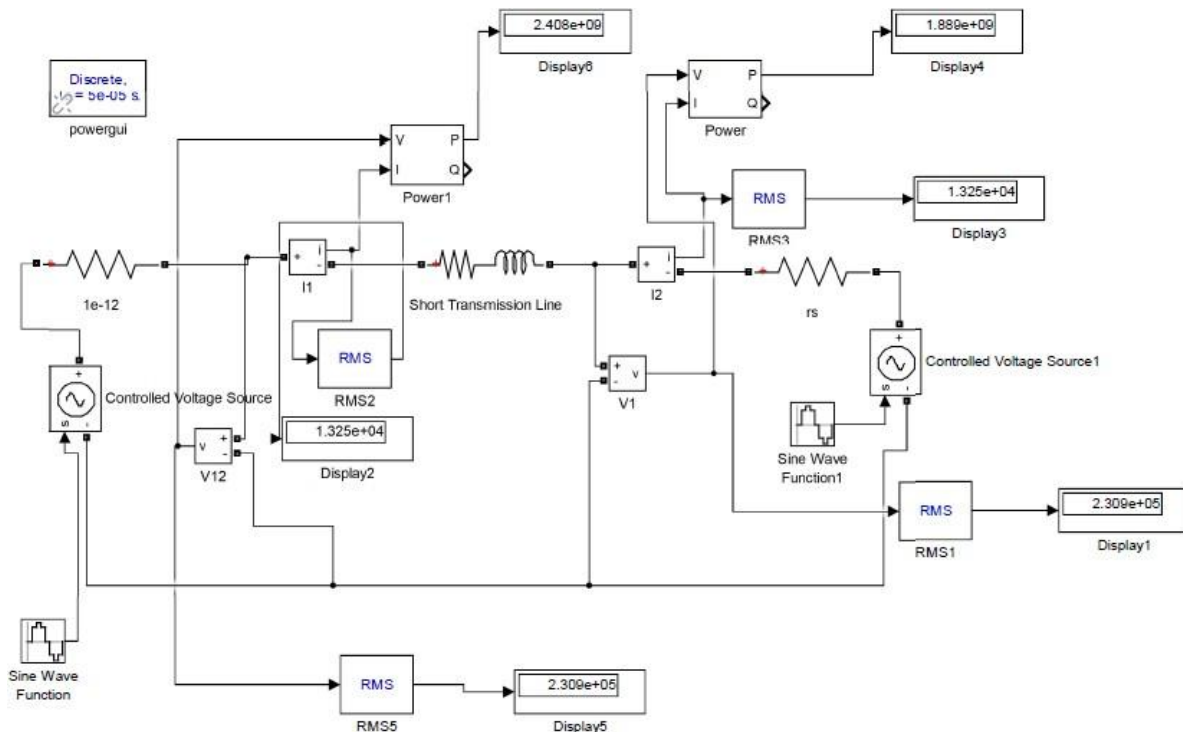 2.408e+09
Display6
1.889e+09
Display4
Discrete,
= 5e-05 s.
powergui
V P
I Q
Power1
V P
I Q
Power
RMS
RMS3
1.325e+04
Display3
+ i
-
I1
1e-12
Short Transmission Line
+ i
-
I2
rs
RMS
RMS2
+
s -
Controlled Voltage Source
+
s -
Controlled Voltage Source1
+
v
-
V1
v +
-
V12
1.325e+04
Display2
Sine Wave
Function1
RMS
RMS1
2.309e+05
Display1
Sine Wave
Function
RMS
RMS5
2.309e+05
Display5